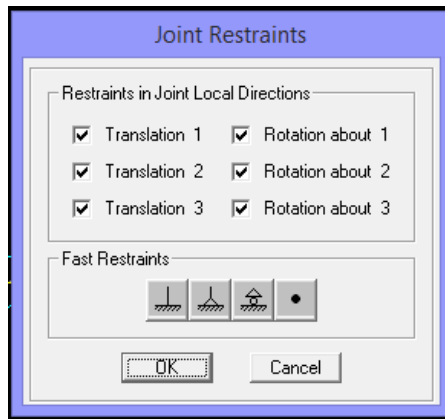 Joint Restraints
Restraints in Joint Local Directions
Translation 1 Rotation about 1
Translation 2 Rotation about 2
Translation 3 Rotation about 3
Fast Restraints
OK Cancel